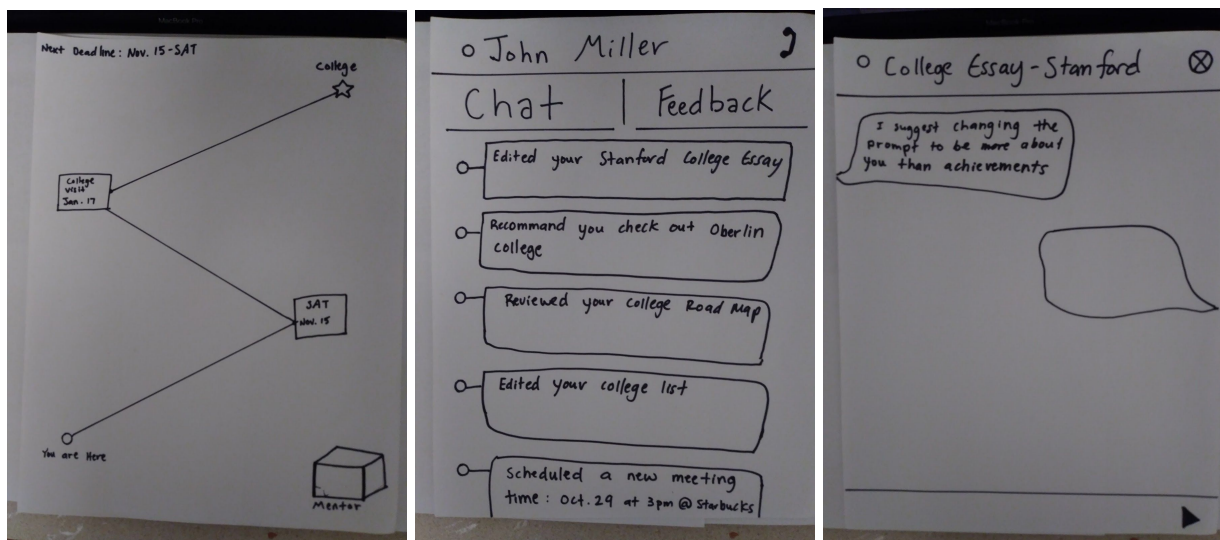 Next Deadline: Nov. 15-SAT
College
College
Visit
Jan. 17
SAT
Nov. 15
You are Here
Mentor
John Miller
Chat | Feedback
Edited your Stanford College Essay
Recommand you check out Oberlin
College
Reviewed your College Road Map
Edited your college list
Scheduled a new meeting
time: Oct. 29 at 3pm @ Starbucks
College Essay-Stanford
I suggest changing the
prompt to be more about
you than achievements